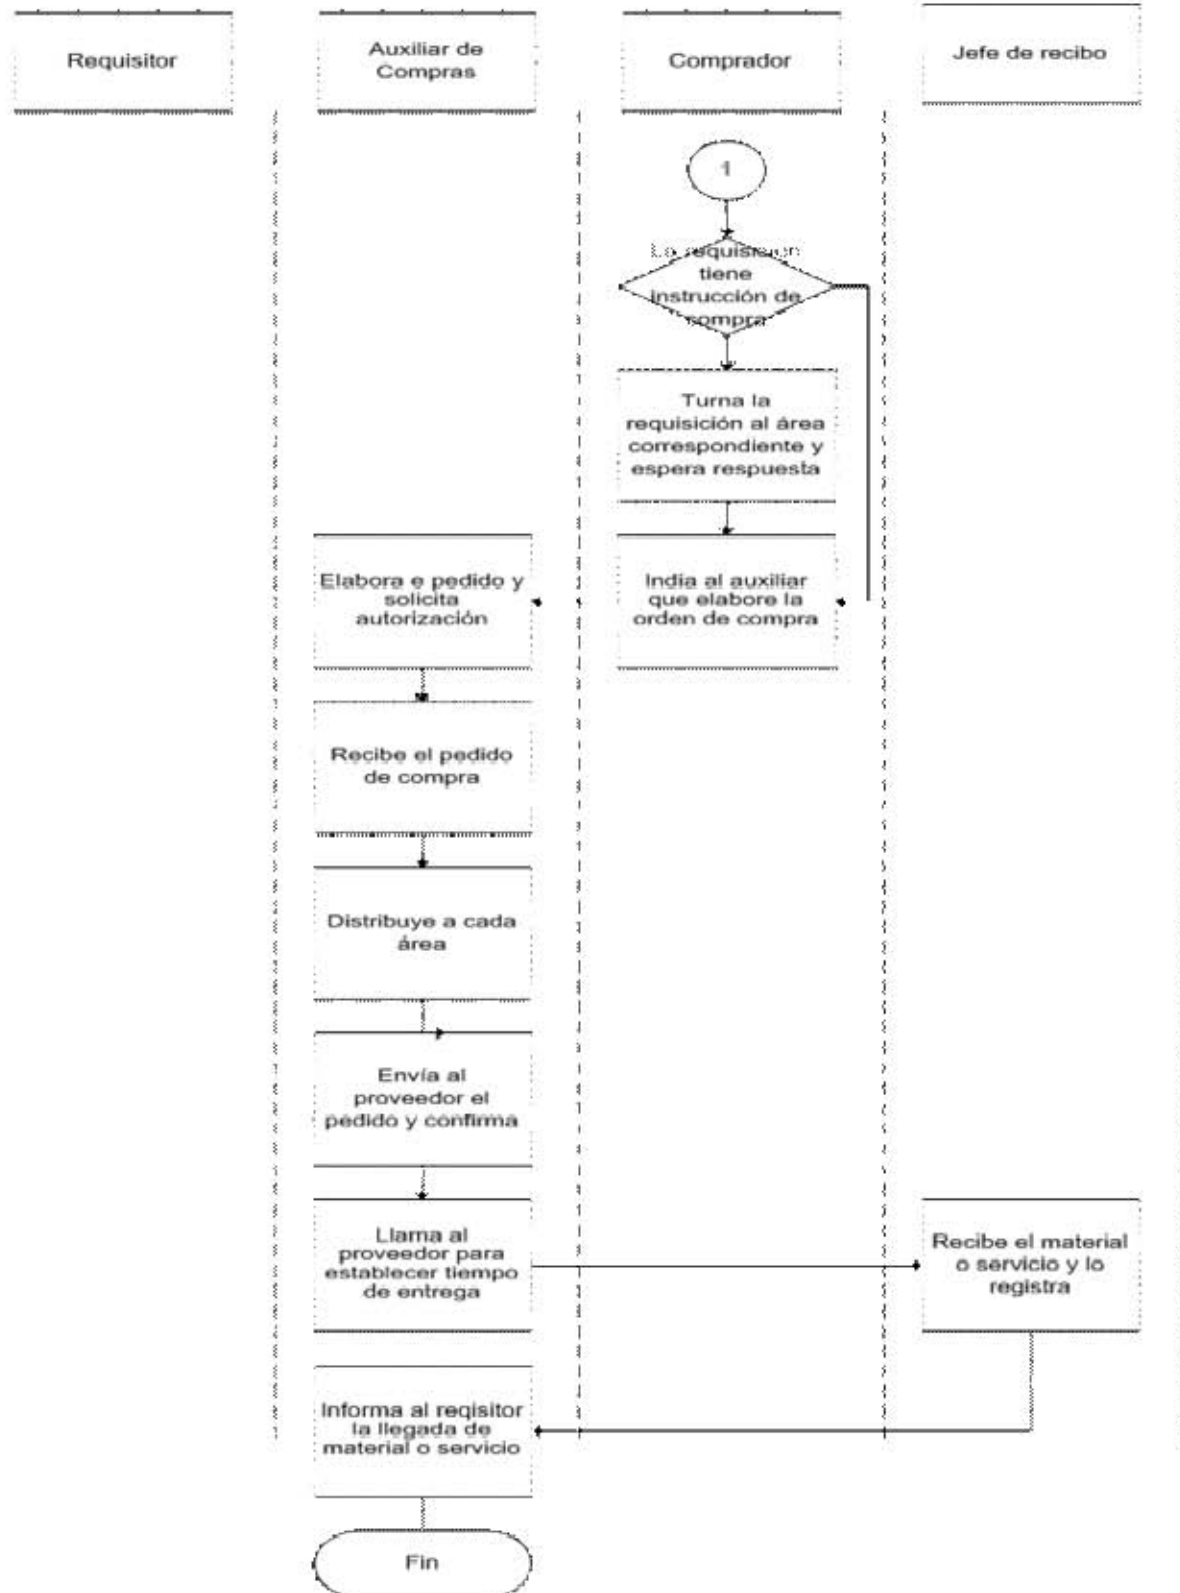 Requisitor
Auxiliar de
Compras
Comprador
Jefe de recibo
1
La requisición
tiene
instrucción de
compra
Turna la
requisición al área
correspondiente y
espera respuesta
Elabora e pedido y
solicita
autorización
India al auxiliar
que elabore la
orden de compra
Recibe el pedido
de compra
Distribuye a cada
área
Envía al
proveedor el
pedido y confirma
Llama al
proveedor para
establecer tiempo
de entrega
Recibe el material
o servicio y lo
registra
Informa al reqisitor
la llegada de
material o servicio
Fin